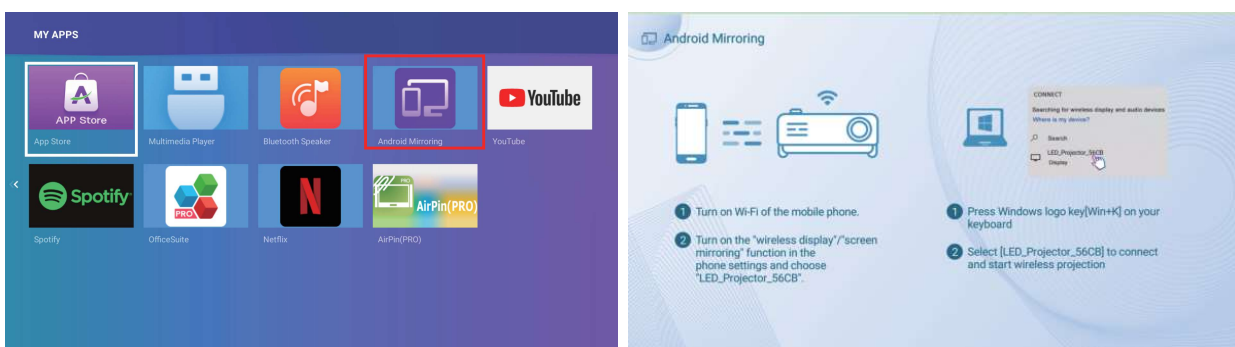 MY APPS
APP Store
YouTube
App Store
Multimedia Player
Bluetooth Speaker
Android Mirroring
YouTube
Spotify
PRO
PRO
AirPin(PRO)
Spotify
OfficeSuite
Netflix
AirPin(PRO)
Android Mirroring
1 Turn on Wi-Fi of the mobile phone.
2 Turn on the "wireless display"/"screen
mirroring" function in the
phone settings and choose
"LED_Projector_56CB".
CONNECT
Searching for wireless display and audio devices
Where is my device?
Search
LED_Projector_56CB
Display
1 Press Windows logo key[Win+K] on your
keyboard
2 Select [LED_Projector_56CB] to connect
and start wireless projection